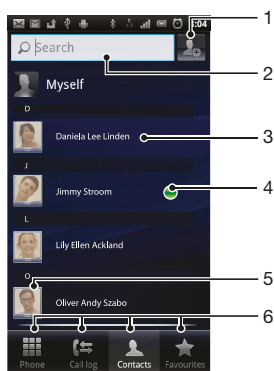 :04
1
Search
2
Myself
D
Daniela Lee Linden
3
J
Jimmy Stroom
4
L
Lily Ellen Ackland
O
5
Oliver Andy Szabo
6
Phone Call log Contacts Favourites